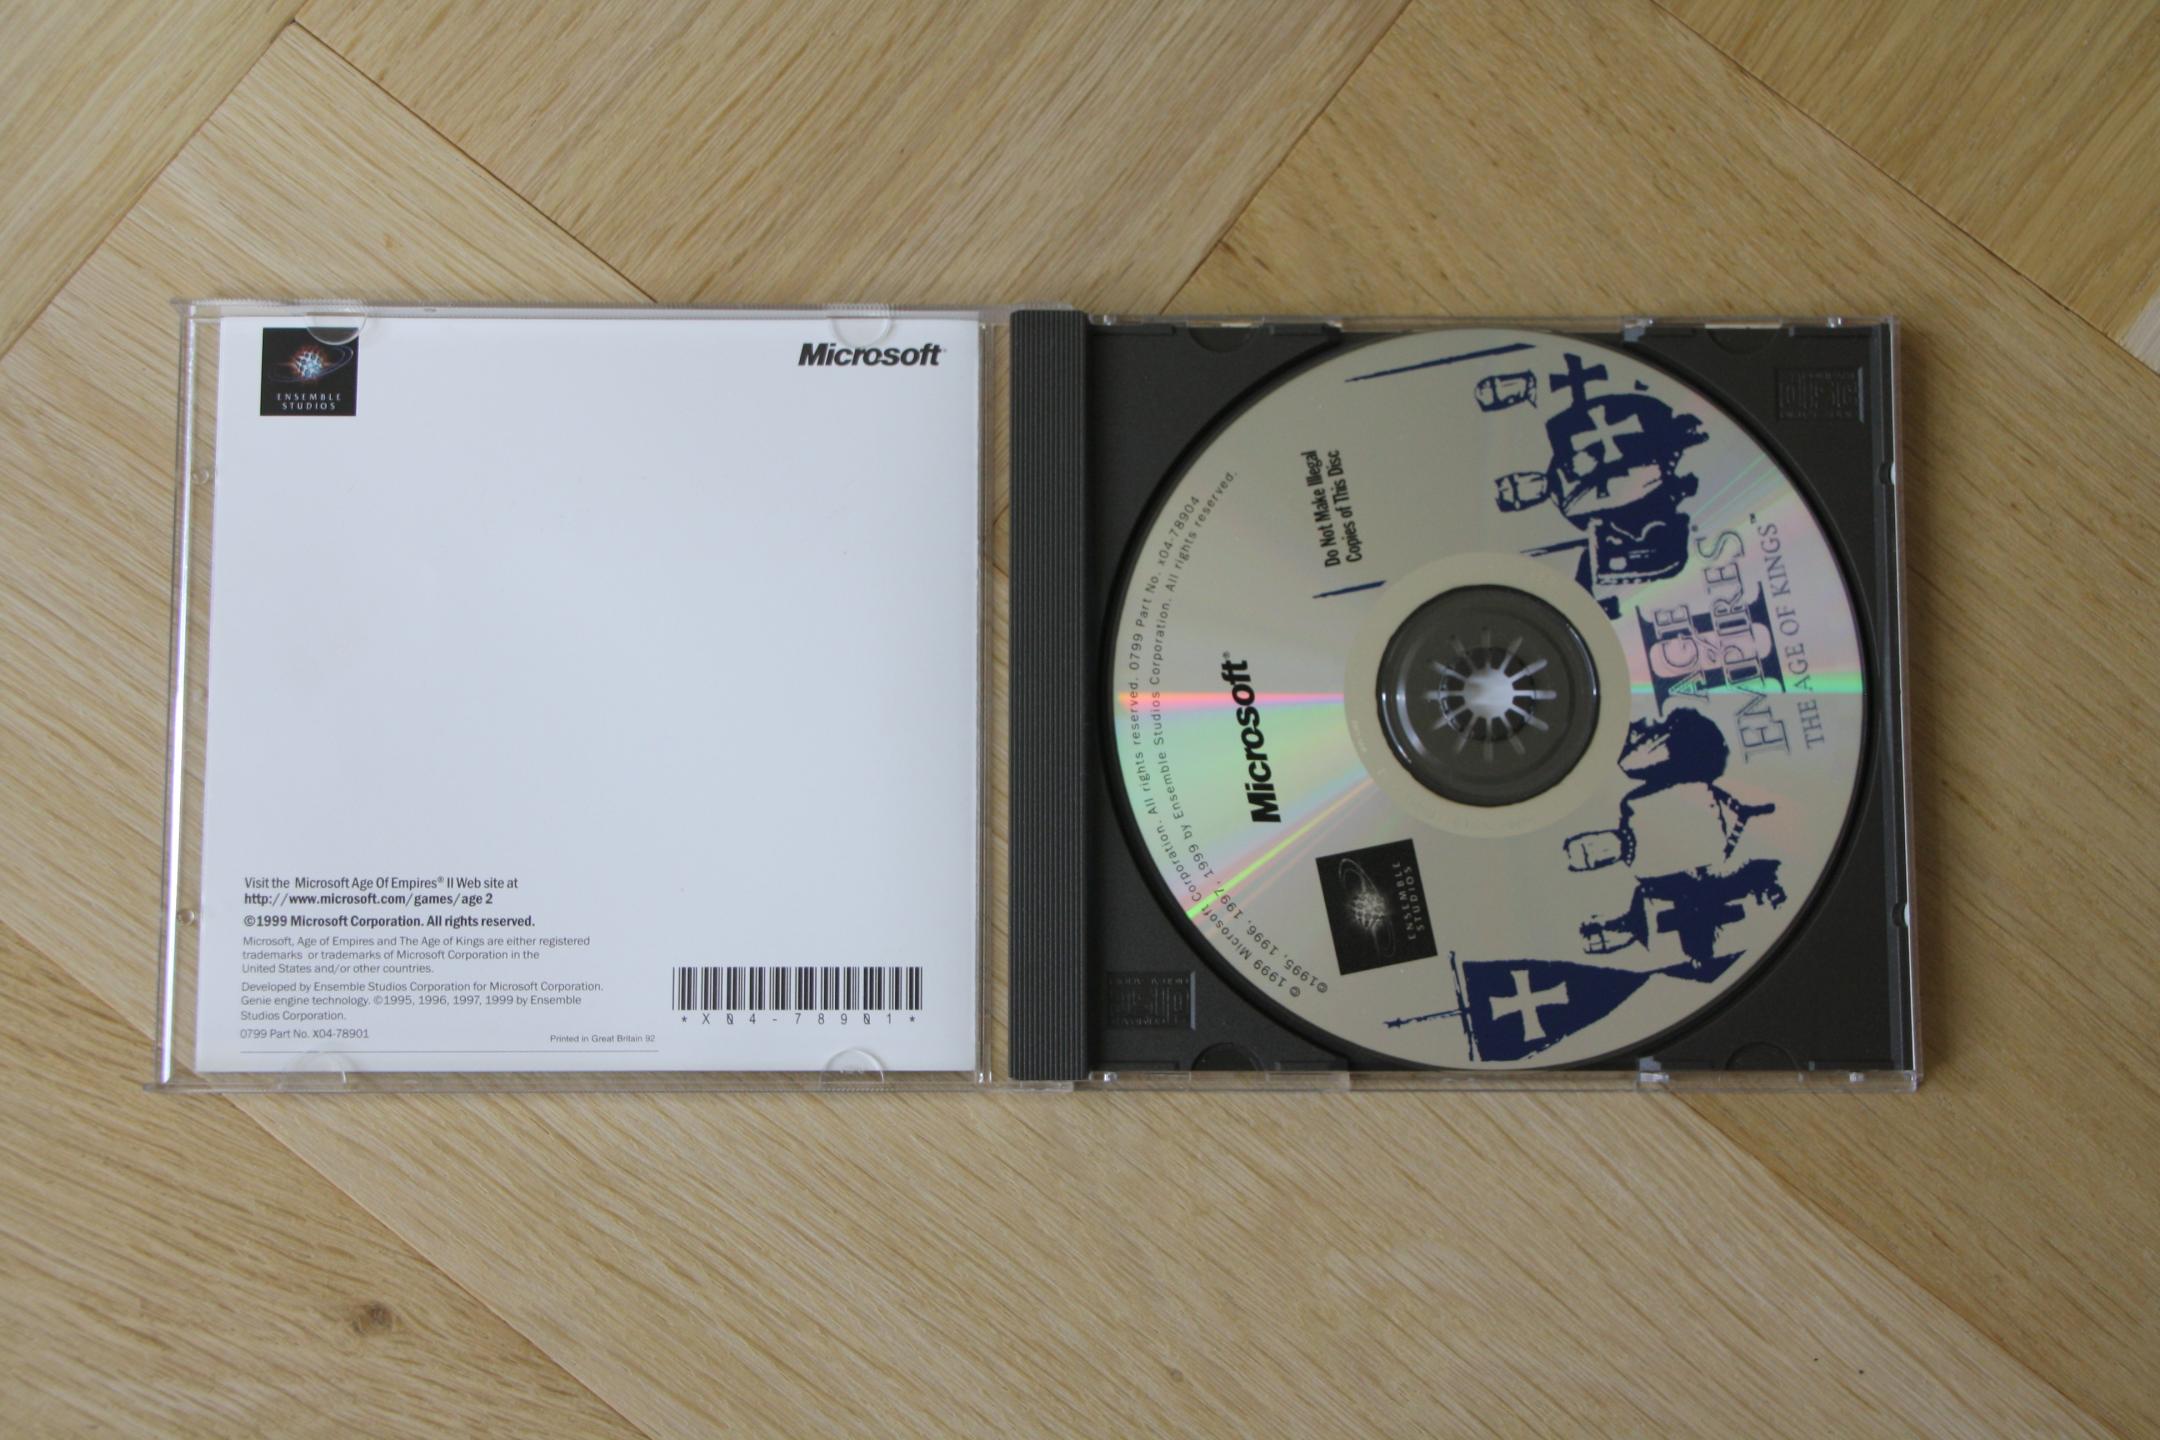 ENSEMBLE
STUDIOS
Microsoft®
Visit the Microsoft Age Of Empires® II Web site at
http://www.microsoft.com/games/age2
©1999 Microsoft Corporation. All rights reserved.
Microsoft, Age of Empires and The Age of Kings are either registered
trademarks or trademarks of Microsoft Corporation in the
United States and/or other countries.
Developed by Ensemble Studios Corporation for Microsoft Corporation.
Genie engine technology. ©1995, 1996, 1997, 1999 by Ensemble
Studios Corporation.
0799 Part No. X04-78901
Printed in Great Britain 92
*X04-78901*
AGE
of
EMPIRES®
II
THE AGE OF KINGS™
Do Not Make Illegal
Copies of This Disc
ENSEMBLE
STUDIOS
Microsoft®
©1995, 1996, 1997, 1999 by Ensemble Studios Corporation. All rights reserved.
© 1999 Microsoft Corporation. All rights reserved. 0799 Part No. X04-78904